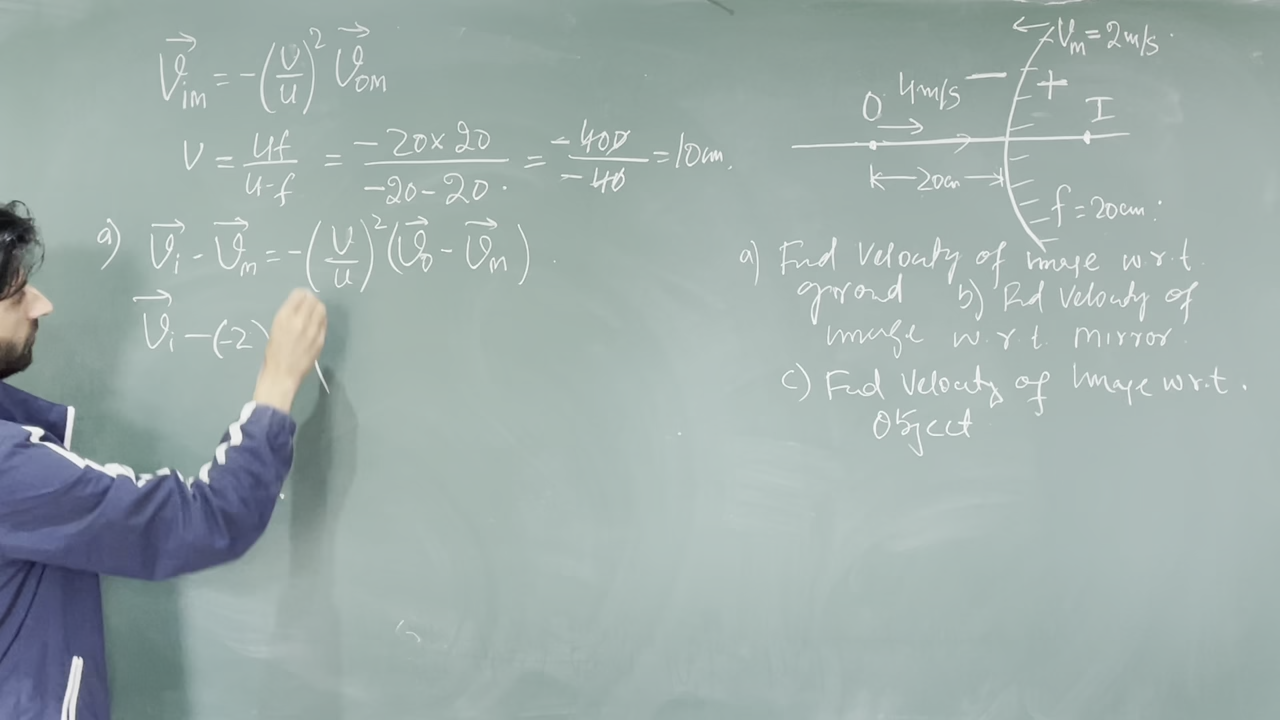 V⃗im = -(v/u)² V⃗om
v = uf/u-f = -20×20/-20-20. = -400/-40 = 10cm.
a) V⃗i - V⃗m = -(v/u)² (V⃗o - V⃗m).
V⃗i - (-2) (
Vm = 2m/s.
4m/s
- +
O I
20cm
f = 20cm:
a) Find Velocity of image w.r.t.
ground b) Find Velocity of
image w.r.t. mirror.
c) Find Velocity of Image w.r.t.
Object